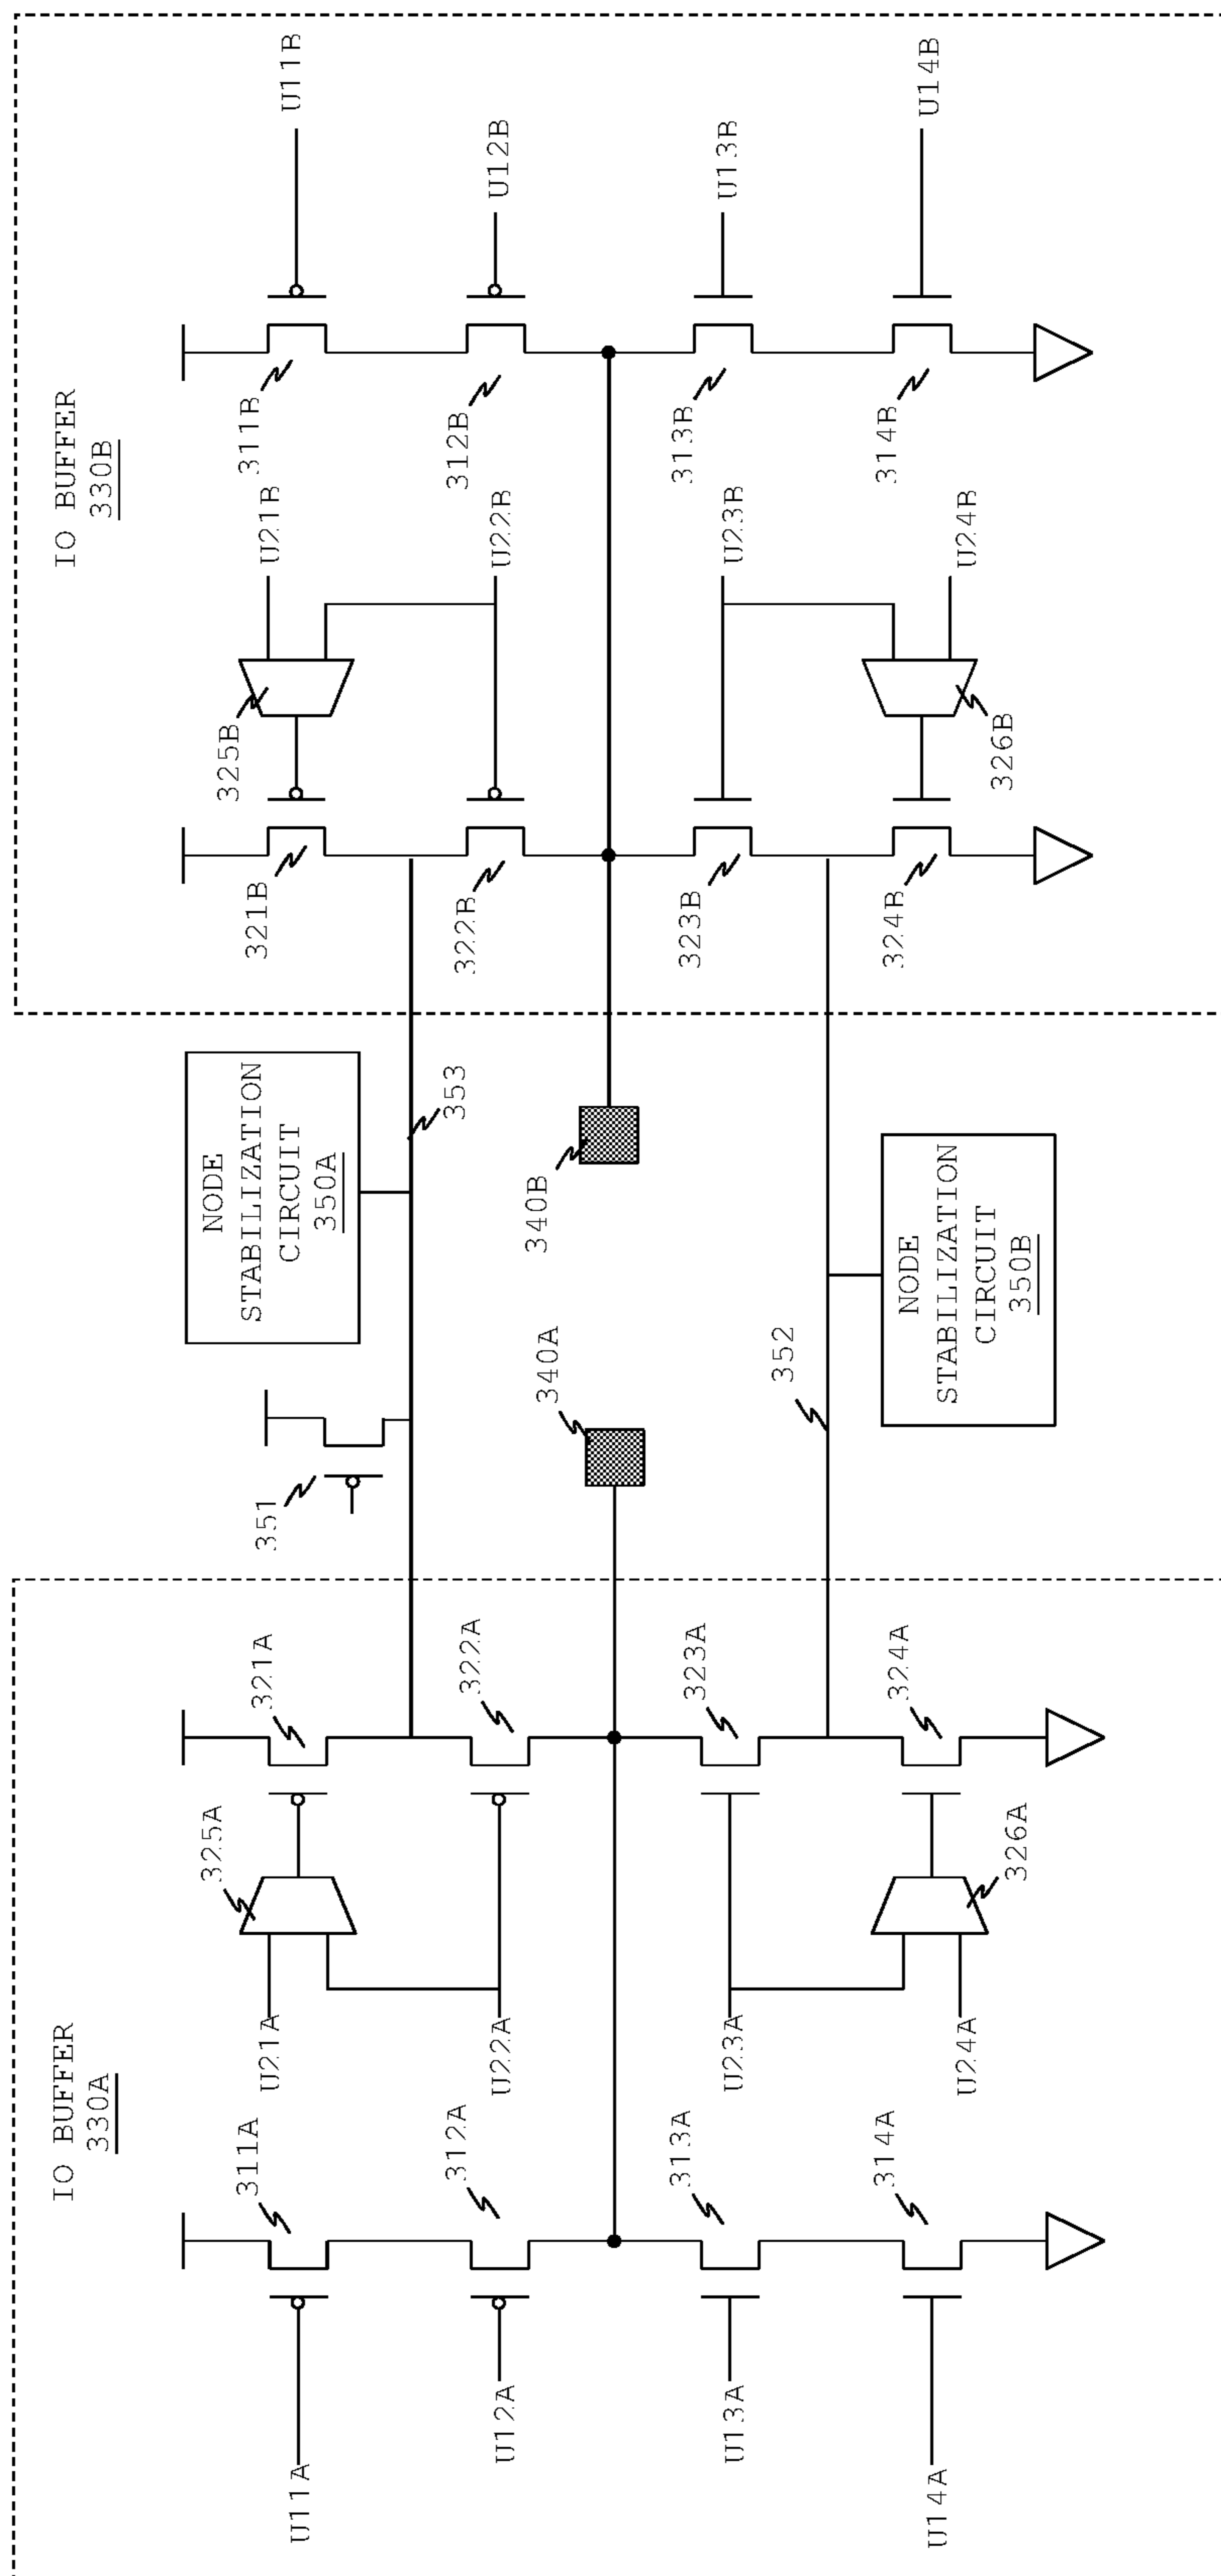 IO BUFFER
330A
IO BUFFER
330B
U11A
311A
U12A
312A
U13A
313A
U14A
314A
U21A
325A
321A
U22A
322A
U23A
323A
U24A
326A
324A
351
NODE
STABILIZATION
CIRCUIT
350A
353
340A
340B
352
NODE
STABILIZATION
CIRCUIT
350B
321B
325B
U21B
322B
U22B
323B
U23B
324B
326B
U24B
311B
U11B
312B
U12B
313B
U13B
314B
U14B